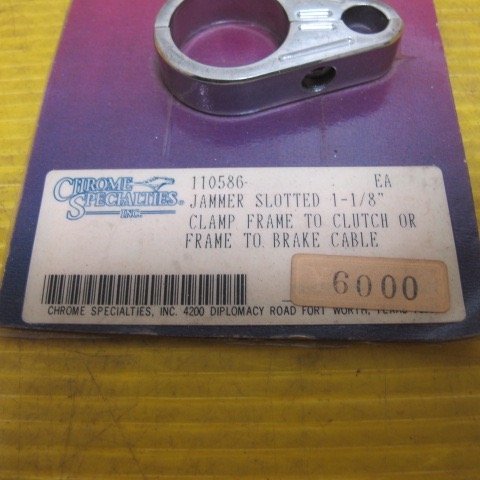 CHROME SPECIALTIES® INC.
110586- EA
JAMMER SLOTTED 1-1/8"
CLAMP FRAME TO CLUTCH OR
FRAME TO BRAKE CABLE
6000
CHROME SPECIALTIES, INC. 4200 DIPLOMACY ROAD FORT WORTH, TEXAS